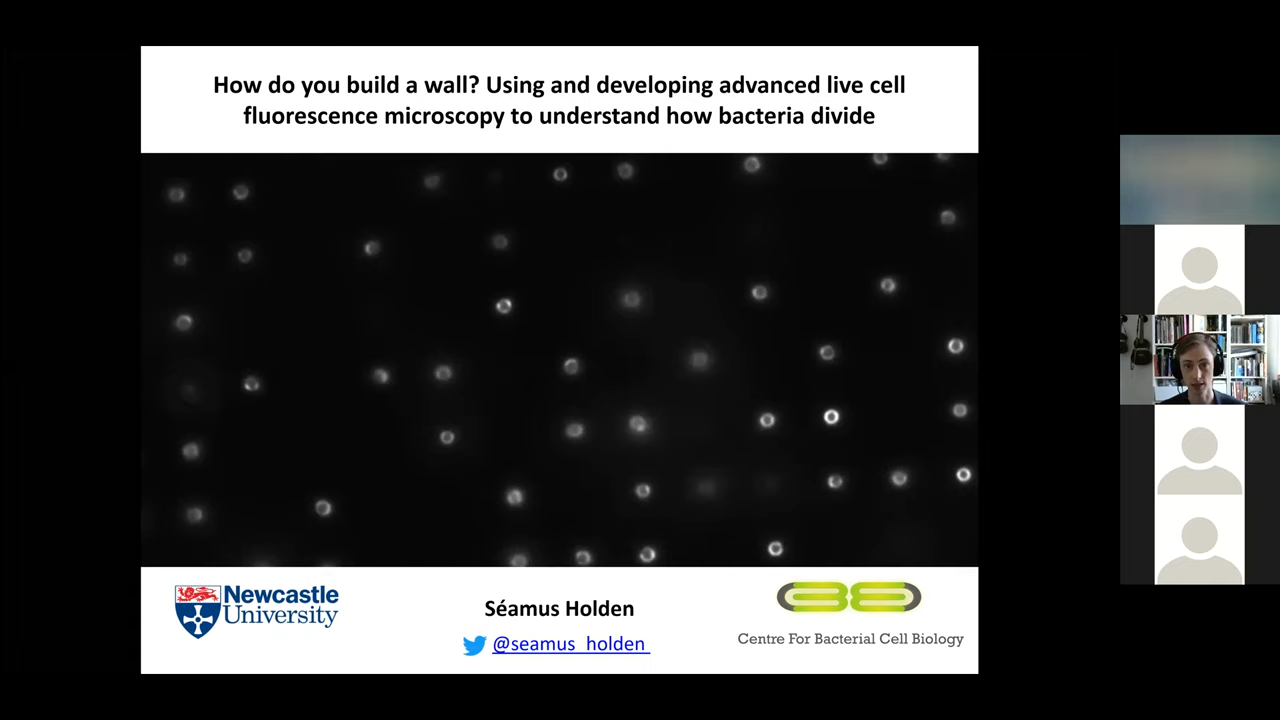 How do you build a wall? Using and developing advanced live cell
fluorescence microscopy to understand how bacteria divide
Newcastle
University
Séamus Holden
@seamus_holden
Centre For Bacterial Cell Biology